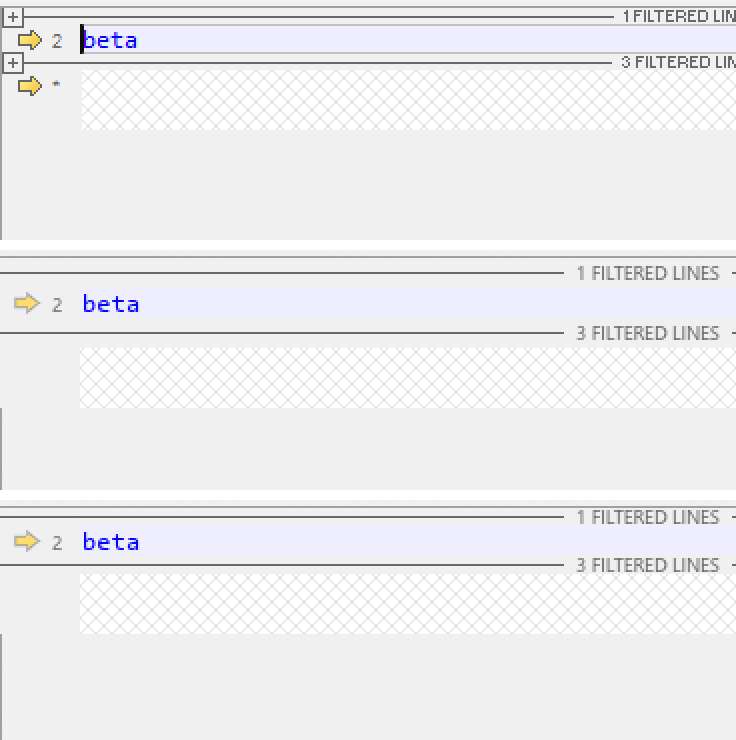 1 FILTERED LIN
2 beta
3 FILTERED LIN
*
1 FILTERED LINES
2 beta
3 FILTERED LINES
1 FILTERED LINES
2 beta
3 FILTERED LINES